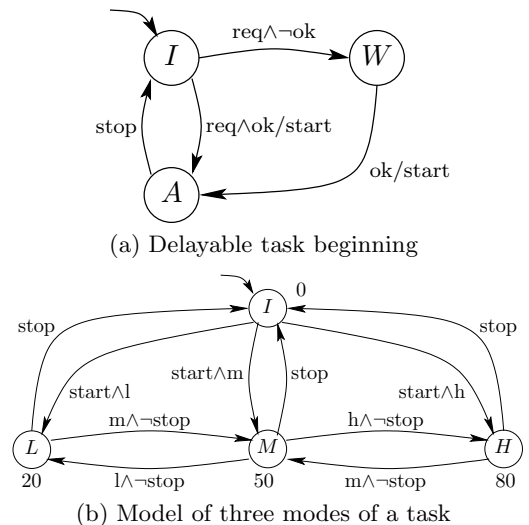 I
req∧¬ok
W
stop
req∧ok/start
ok/start
A
(a) Delayable task beginning
I
0
stop
stop
start∧l
start∧m
stop
start∧h
m∧¬stop
h∧¬stop
L
M
H
l∧¬stop
m∧¬stop
20
50
80
(b) Model of three modes of a task